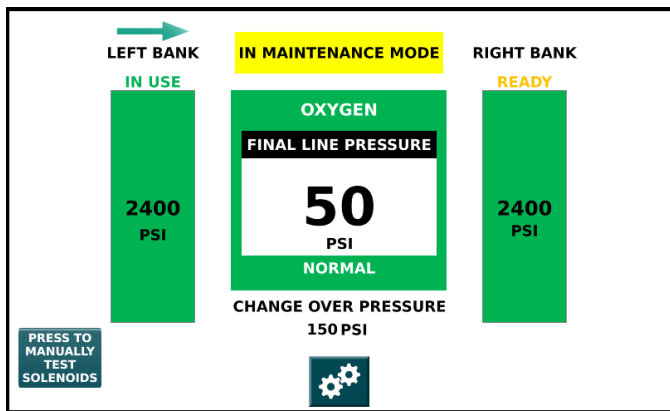 LEFT BANK
IN USE
2400
PSI
IN MAINTENANCE MODE
OXYGEN
FINAL LINE PRESSURE
50
PSI
NORMAL
CHANGE OVER PRESSURE
150 PSI
RIGHT BANK
READY
2400
PSI
PRESS TO
MANUALLY
TEST
SOLENOIDS